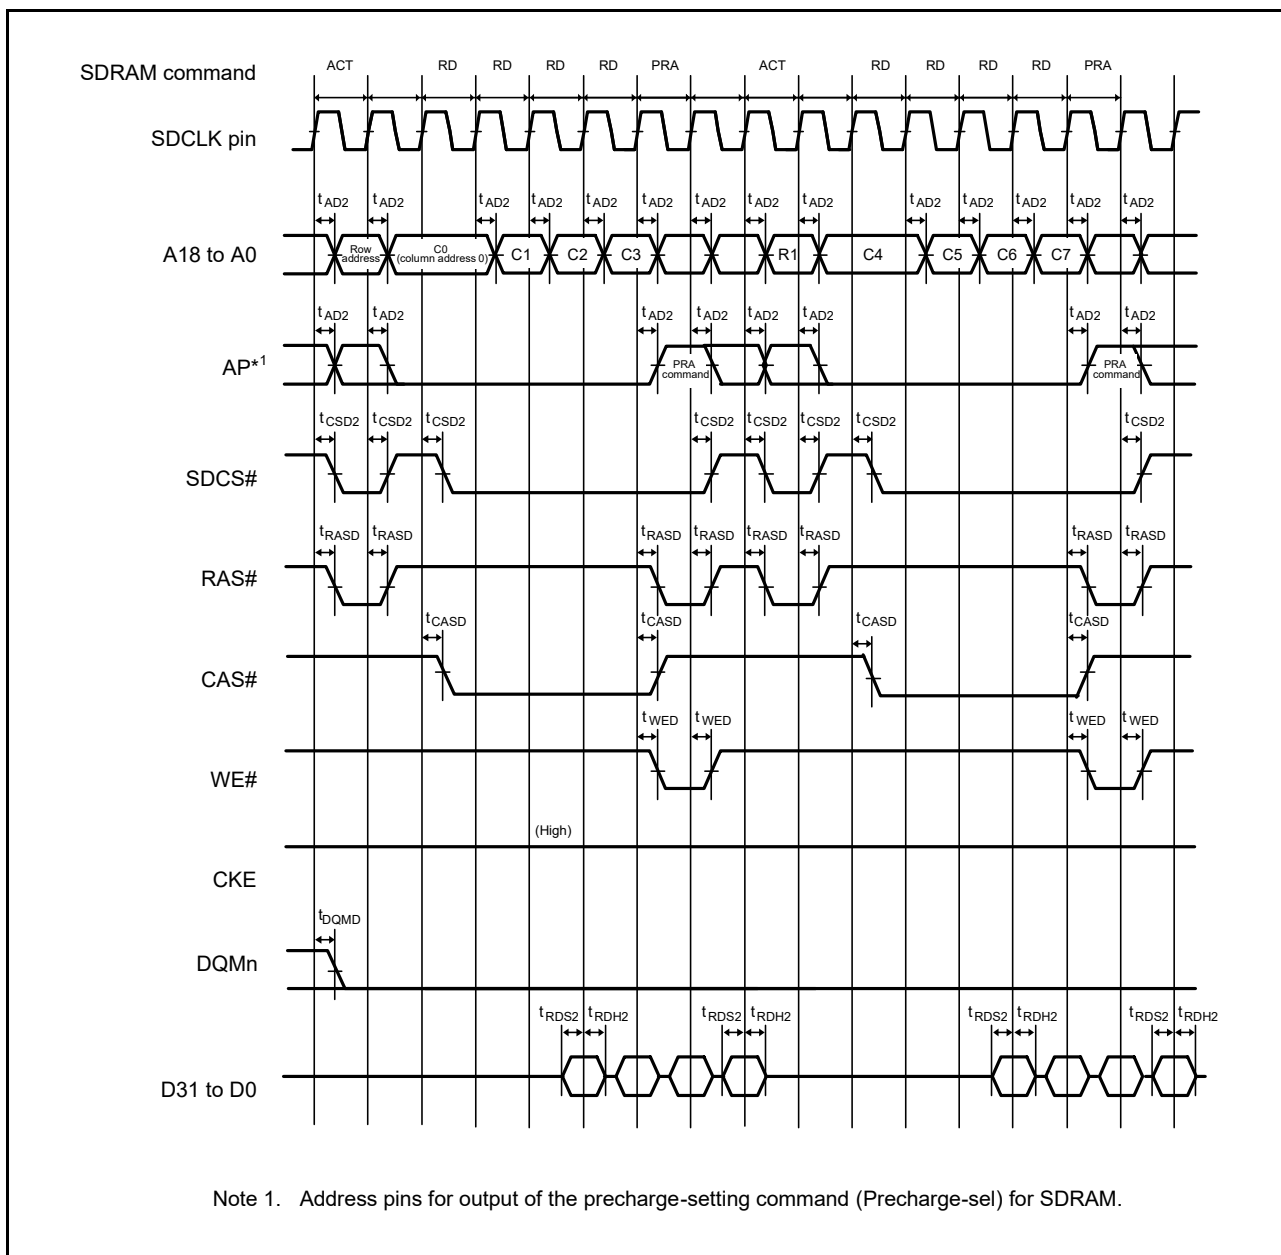 ACT RD RD RD RD PRA ACT RD RD RD RD PRA
SDRAM command
SDCLK pin
tAD2 tAD2 tAD2 tAD2 tAD2 tAD2 tAD2 tAD2 tAD2 tAD2 tAD2 tAD2 tAD2 tAD2
A18 to A0
Row address
C0 (column address 0)
C1 C2 C3 R1 C4 C5 C6 C7
tAD2 tAD2 tAD2 tAD2 tAD2 tAD2 tAD2 tAD2
AP*1
PRA command
PRA command
tCSD2 tCSD2 tCSD2 tCSD2 tCSD2 tCSD2 tCSD2 tCSD2
SDCS#
tRASD tRASD tRASD tRASD tRASD tRASD tRASD tRASD
RAS#
tCASD tCASD tCASD tCASD
CAS#
tWED tWED tWED tWED
WE#
(High)
CKE
tDQMD
DQMn
tRDS2 tRDH2 tRDS2 tRDH2 tRDS2 tRDH2 tRDS2 tRDH2
D31 to D0
Note 1. Address pins for output of the precharge-setting command (Precharge-sel) for SDRAM.